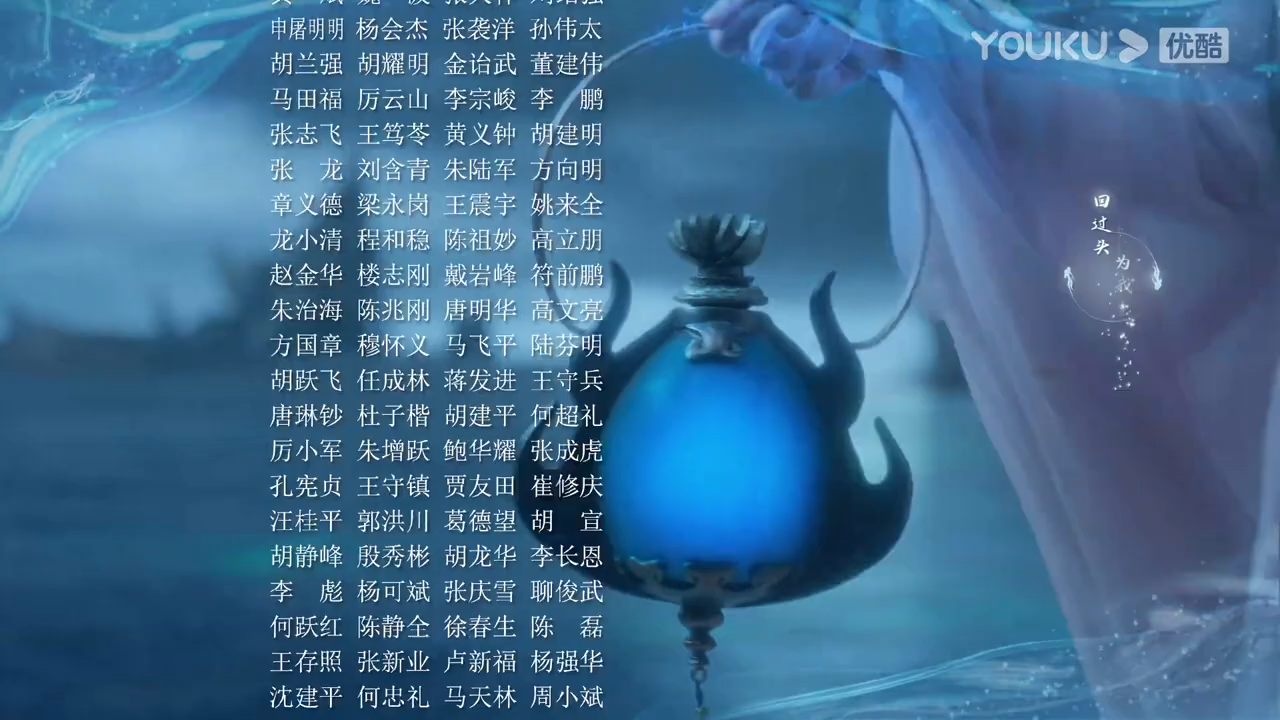 YOUKU 优酷
申屠明明 杨会杰 张袭洋 孙伟太
胡兰强 胡耀明 金诒武 董建伟
马田福 厉云山 李宗峻 李 鹏
张志飞 王笃苓 黄义钟 胡建明
张 龙 刘含青 朱陆军 方向明
章义德 梁永岗 王震宇 姚来全
龙小清 程和稳 陈祖妙 高立朋
赵金华 楼志刚 戴岩峰 符前鹏
朱治海 陈兆刚 唐明华 高文亮
方国章 穆怀义 马飞平 陆芬明
胡跃飞 任成林 蒋发进 王守兵
唐琳钞 杜子楷 胡建平 何超礼
厉小军 朱增跃 鲍华耀 张成虎
孔宪贞 王守镇 贾友田 崔修庆
汪桂平 郭洪川 葛德望 胡 宣
胡静峰 殷秀彬 胡龙华 李长恩
李 彪 杨可斌 张庆雪 聊俊武
何跃红 陈静全 徐春生 陈 磊
王存照 张新业 卢新福 杨强华
沈建平 何忠礼 马天林 周小斌
回过头
为我